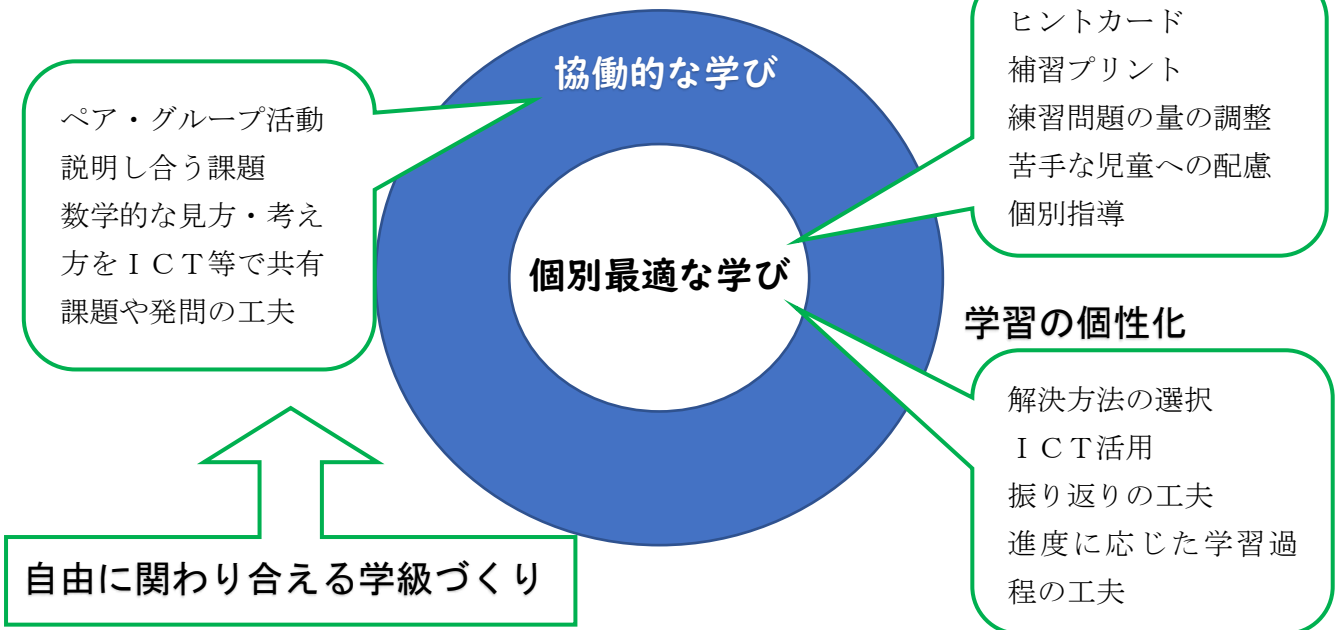 協働的な学び
ペア・グループ活動
説明し合う課題
数学的な見方・考え
方をＩＣＴ等で共有
課題や発問の工夫
個別最適な学び
ヒントカード
補習プリント
練習問題の量の調整
苦手な児童への配慮
個別指導
学習の個性化
解決方法の選択
ＩＣＴ活用
振り返りの工夫
進度に応じた学習過
程の工夫
自由に関わり合える学級づくり